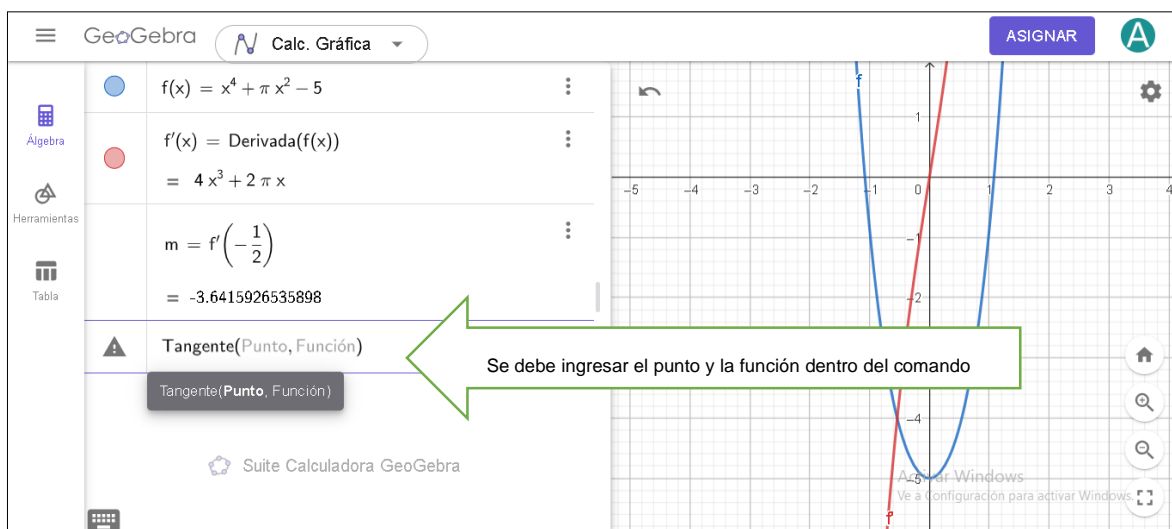 GeoGebra
Calc. Gráfica
ASIGNAR
A
Álgebra
Herramientas
Tabla
f(x) = x⁴ + π x² − 5
f′(x) = Derivada(f(x))
= 4 x³ + 2 π x
m = f′(−1/2)
= -3.6415926535898
Tangente(Punto, Función)
Tangente(Punto, Función)
Se debe ingresar el punto y la función dentro del comando
Suite Calculadora GeoGebra
f
1
-5 -4 -3 -2 -1 0 1 2 3 4
-1
-2
-4
-5
f'
Activar Windows
Ve a Configuración para activar Windows.